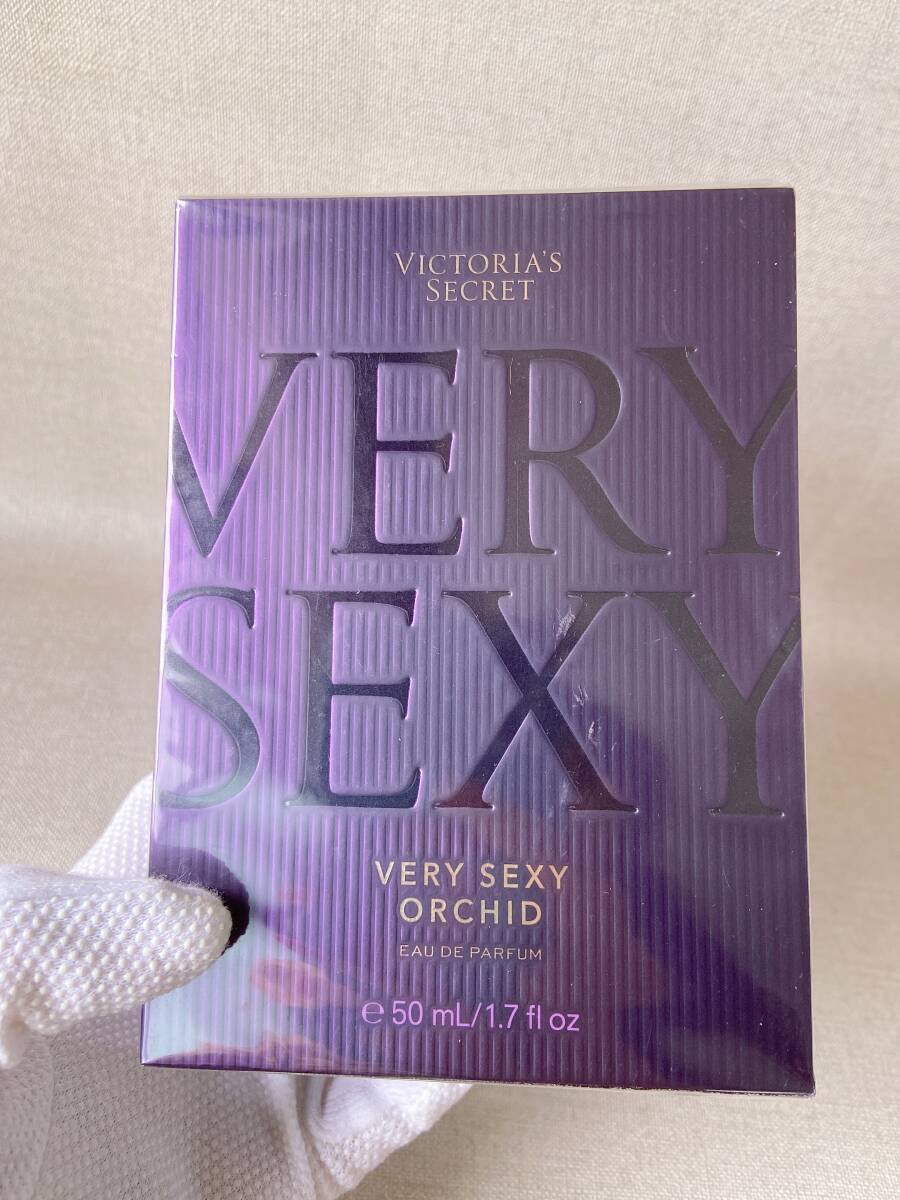 VICTORIA'S
SECRET
VERY
SEXY
VERY SEXY
ORCHID
EAU DE PARFUM
℮ 50 mL/1.7 fl oz